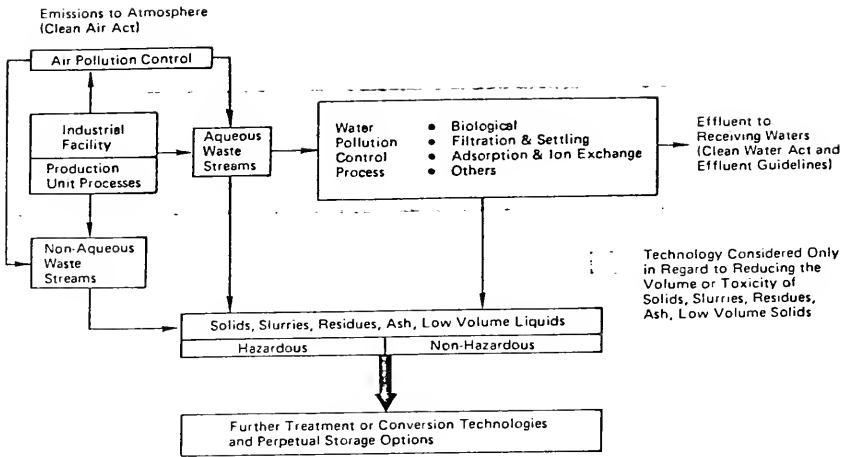 Emissions to Atmosphere
(Clean Air Act)
Air Pollution Control
Industrial
Facility
Production
Unit Processes
Aqueous
Waste
Streams
Water
Pollution
Control
Process
• Biological
• Filtration & Settling
• Adsorption & Ion Exchange
• Others
Effluent to
Receiving Waters
(Clean Water Act and
Effluent Guidelines)
Non-Aqueous
Waste
Streams
Technology Considered Only
in Regard to Reducing the
Volume or Toxicity of
Solids, Slurries, Residues,
Ash, Low Volume Solids
Solids, Slurries, Residues, Ash, Low Volume Liquids
Hazardous
Non-Hazardous
Further Treatment or Conversion Technologies
and Perpetual Storage Options